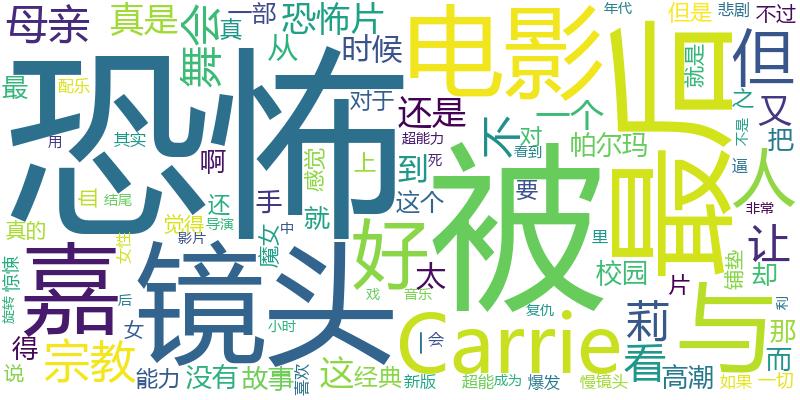 母亲 真是 舞会 一部 恐怖片 真 从 时候 电影 年代 但是 悲剧 不过
最 配乐 恐怖 对于 还是 不 一个 最后 就是 但
用 其实 啊 超能力 对 帕尔玛 之 又 把
血 还 上 死 看到 到 被 人 不是 逼
结尾 手 感觉 就 这个 要 非常
真的 觉得 导演 魔女 好 里 让
惊悚 女性 影片 中 嘉 镜头 太 校园 片 铺垫 却
旋转 后 戏 音乐 Carrie 复仇 莉 与 利
得 女 小时 一 会 看 那
说 宗教 能力 没有 故事 喜欢 这 经典 新版 超能 成为 爆发 慢镜头 高潮 如果 而 一切